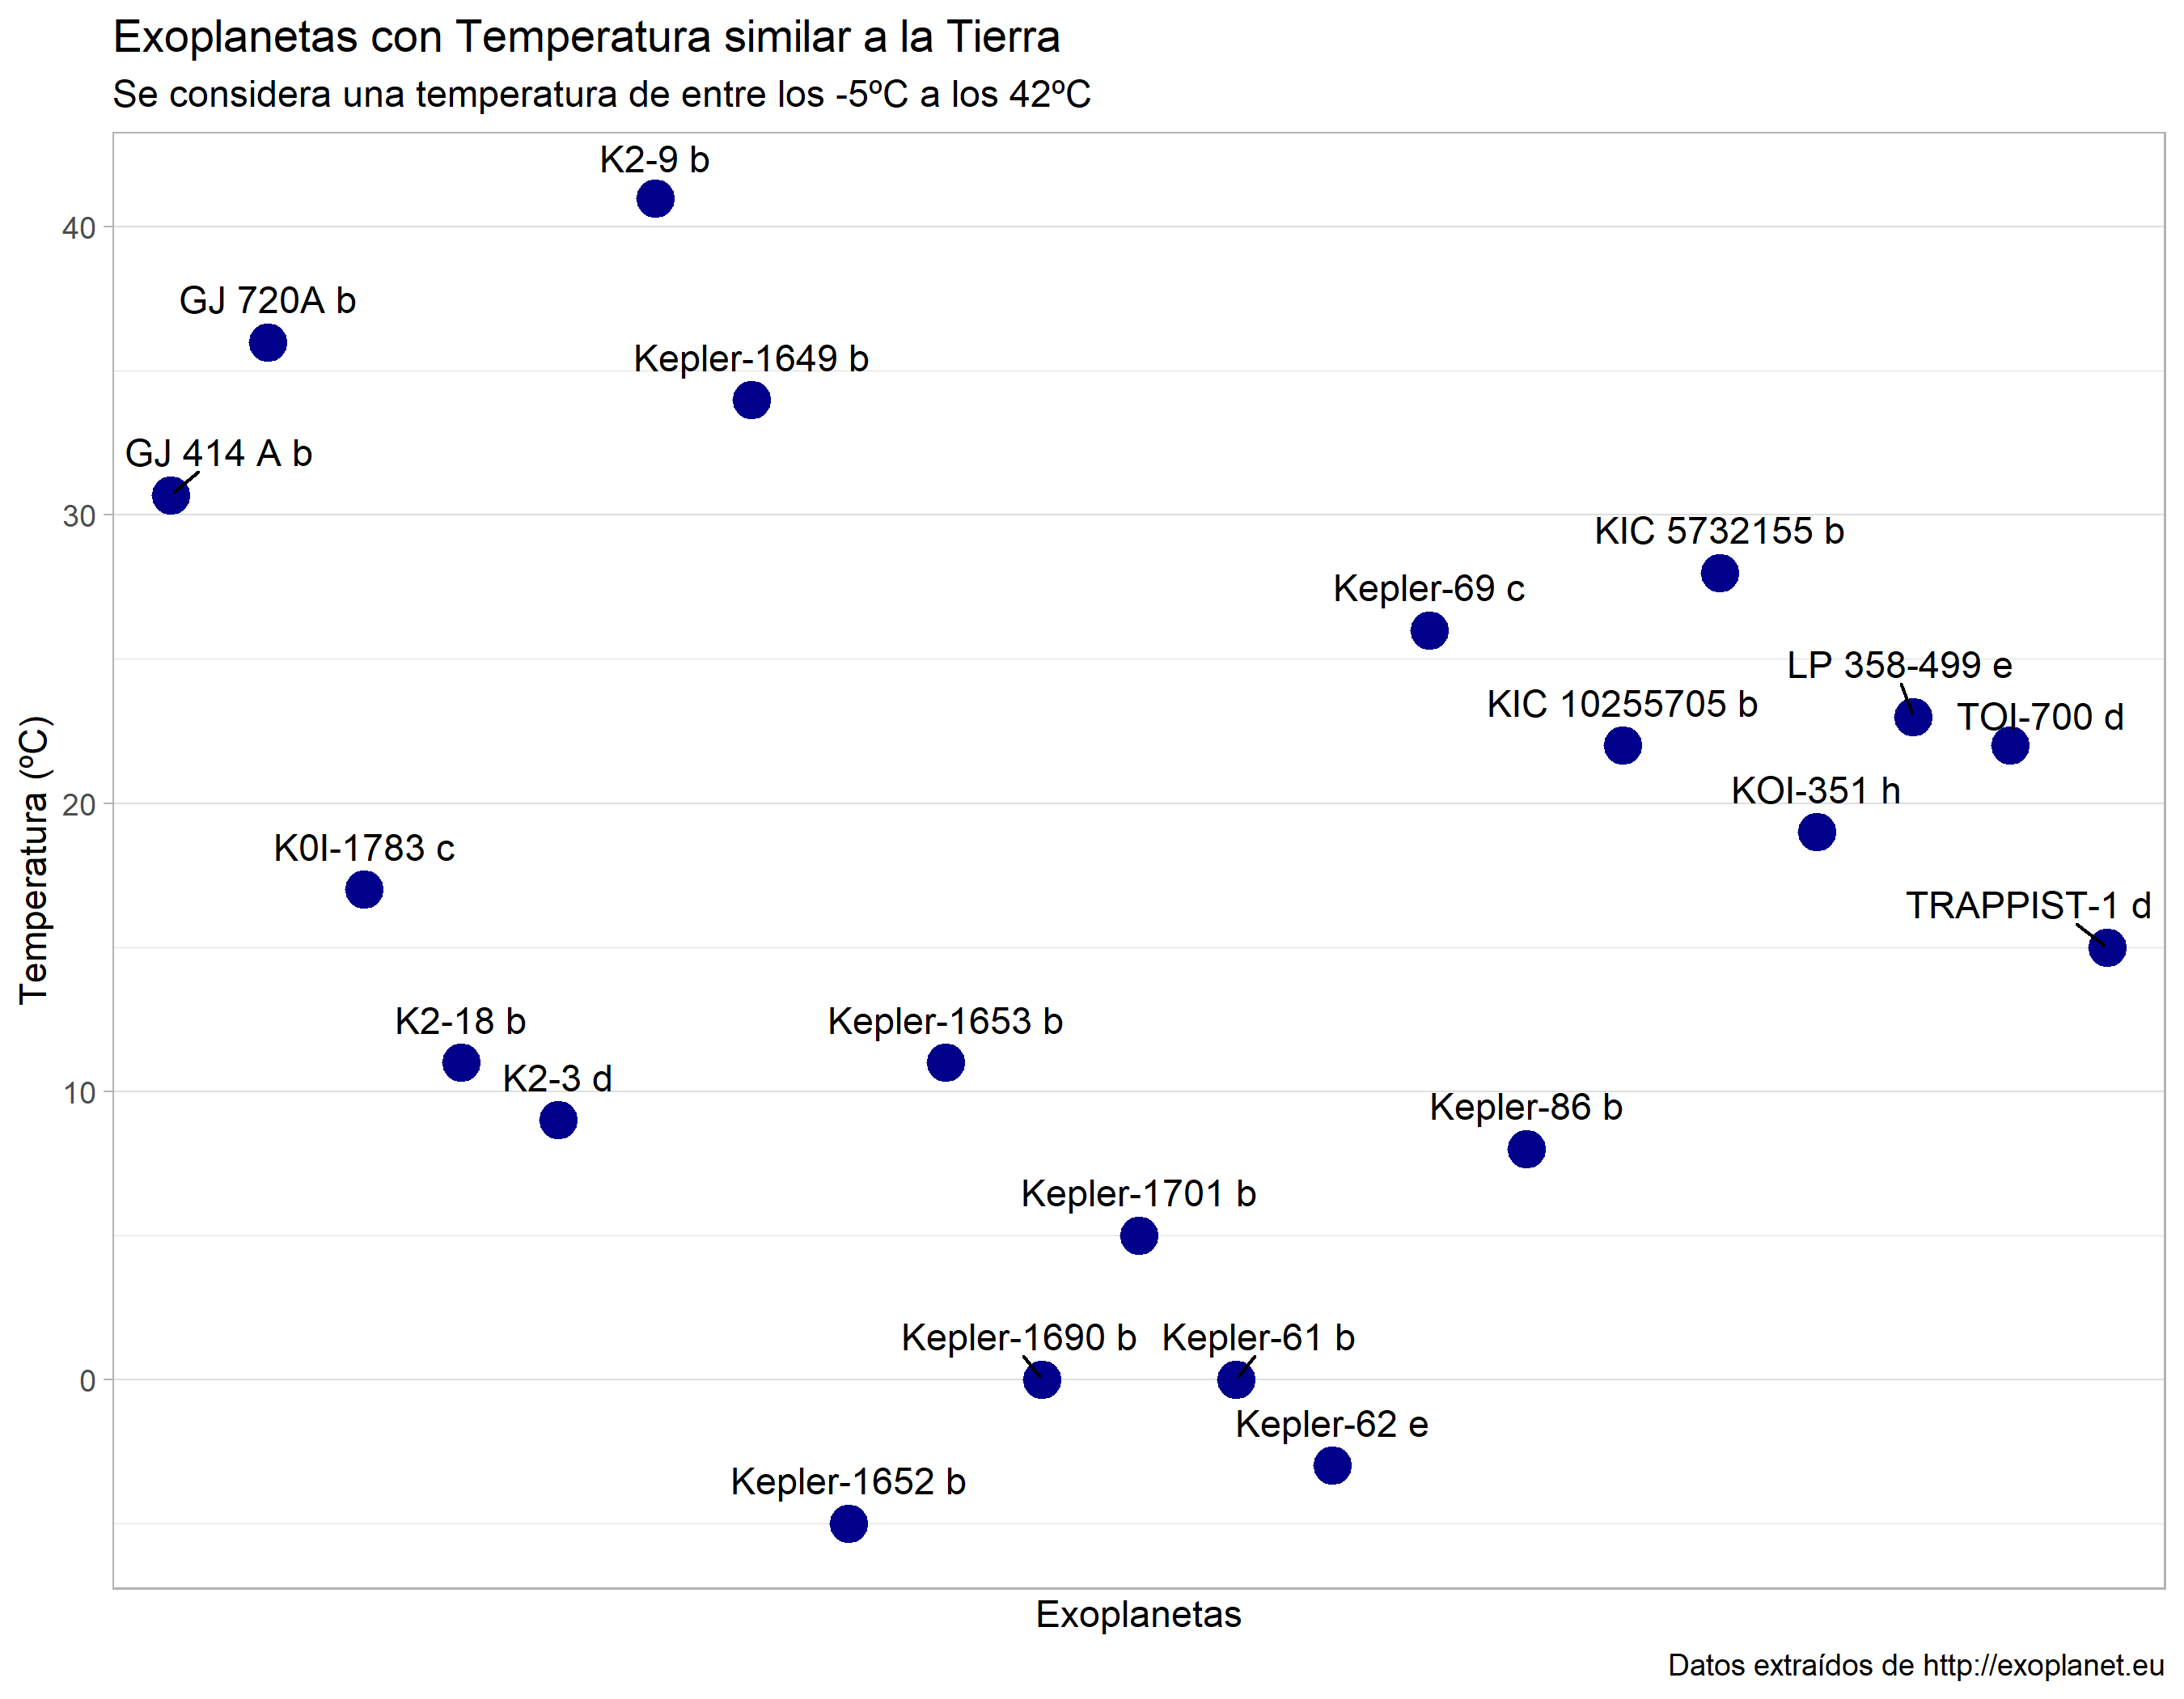 Exoplanetas con Temperatura similar a la Tierra
Se considera una temperatura de entre los -5ºC a los 42ºC
K2-9 b
40
GJ 720A b
Kepler-1649 b
GJ 414 A b
30
KIC 5732155 b
Kepler-69 c
LP 358-499 e
KIC 10255705 b
TOI-700 d
KOI-351 h
20
K0I-1783 c
TRAPPIST-1 d
Temperatura (ºC)
K2-18 b
Kepler-1653 b
K2-3 d
10
Kepler-86 b
Kepler-1701 b
Kepler-1690 b
Kepler-61 b
0
Kepler-62 e
Kepler-1652 b
Exoplanetas
Datos extraídos de http://exoplanet.eu